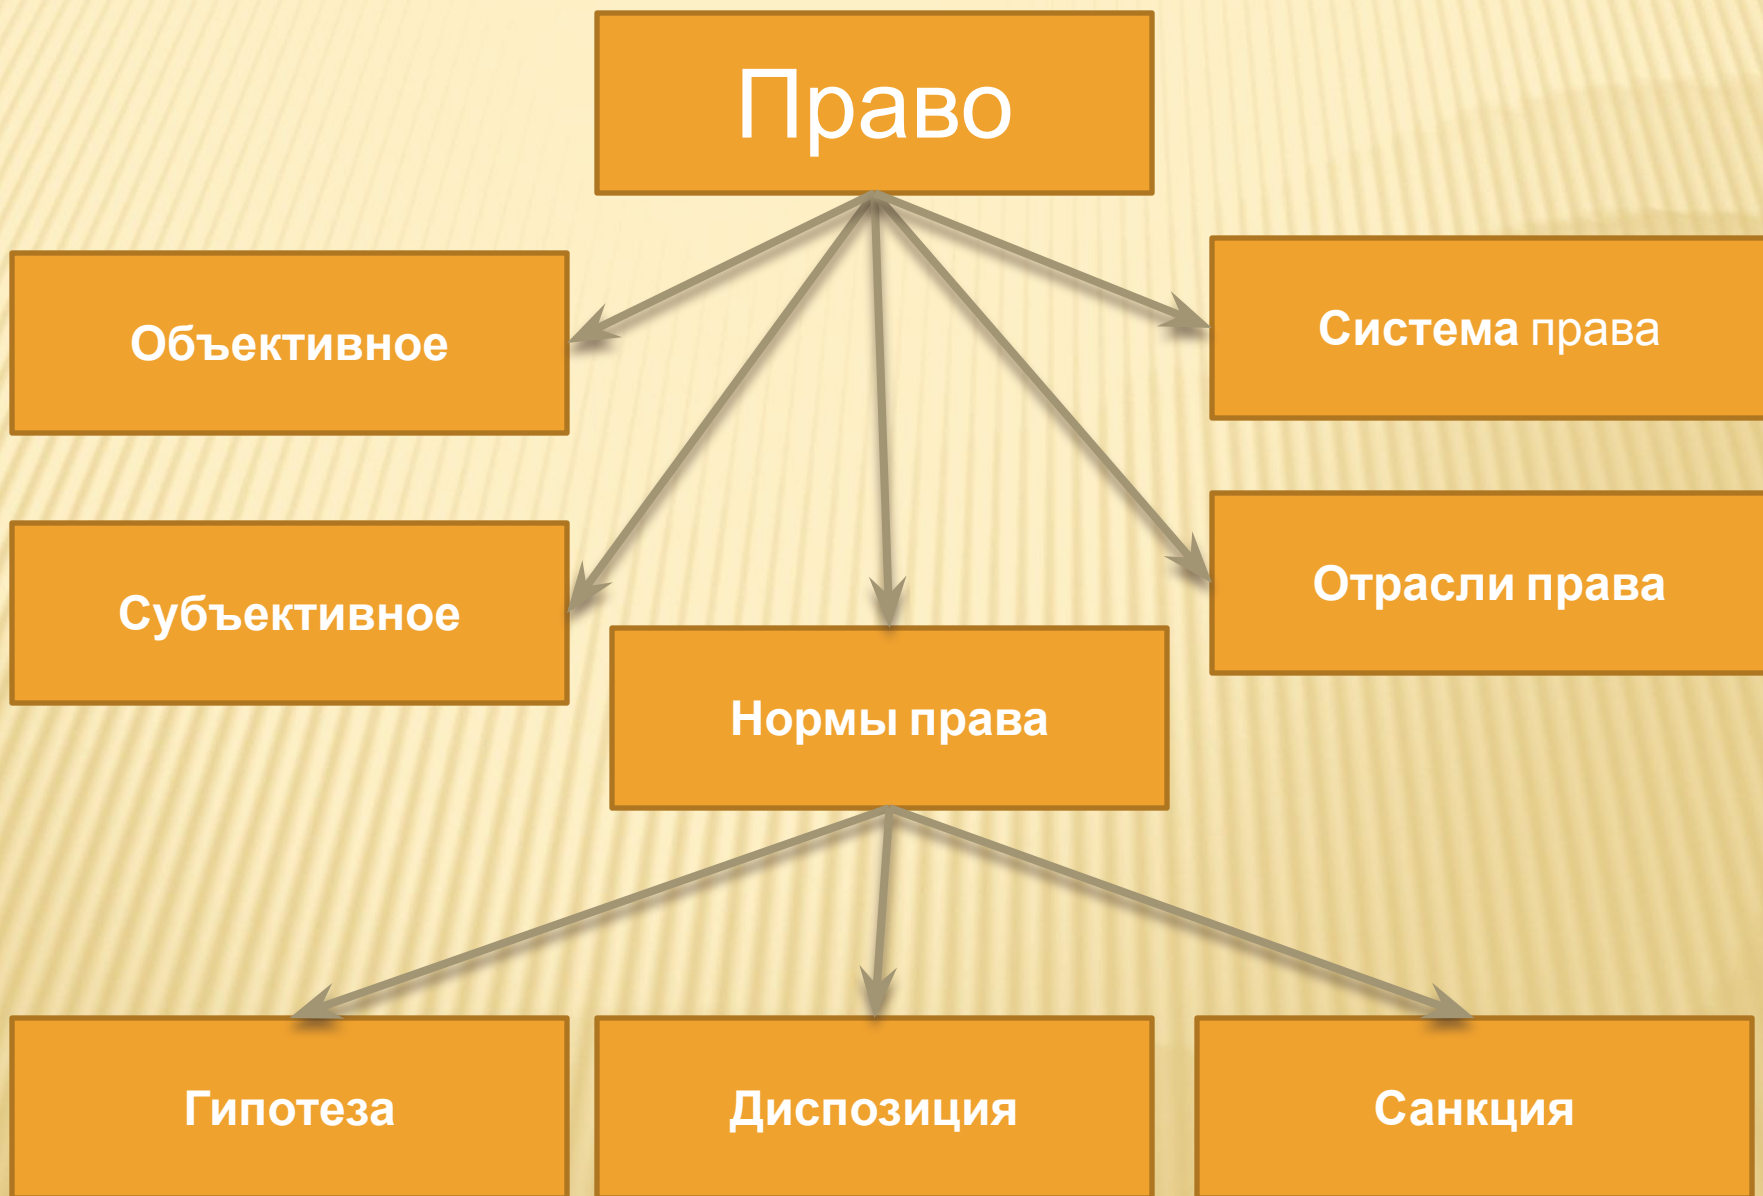 Право
Объективное
Система права
Субъективное
Отрасли права
Нормы права
Гипотеза
Диспозиция
Санкция